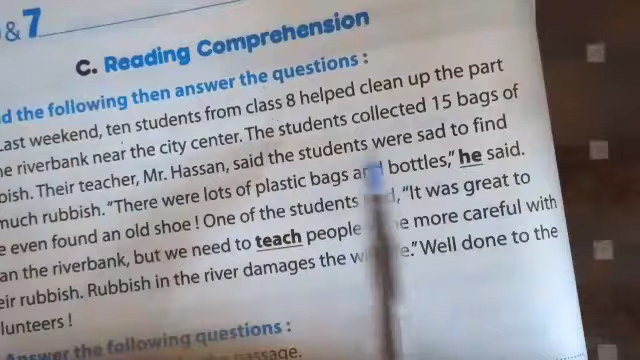 & 7
C. Reading Comprehension
d the following then answer the questions :
Last weekend, ten students from class 8 helped clean up the part
e riverbank near the city center. The students collected 15 bags of
bish. Their teacher, Mr. Hassan, said the students were sad to find
much rubbish. "There were lots of plastic bags and bottles," he said.
e even found an old shoe ! One of the students "It was great to
an the riverbank, but we need to teach people more careful with
eir rubbish. Rubbish in the river damages the Well done to the
lunteers !
Answer the following questions :
passage.